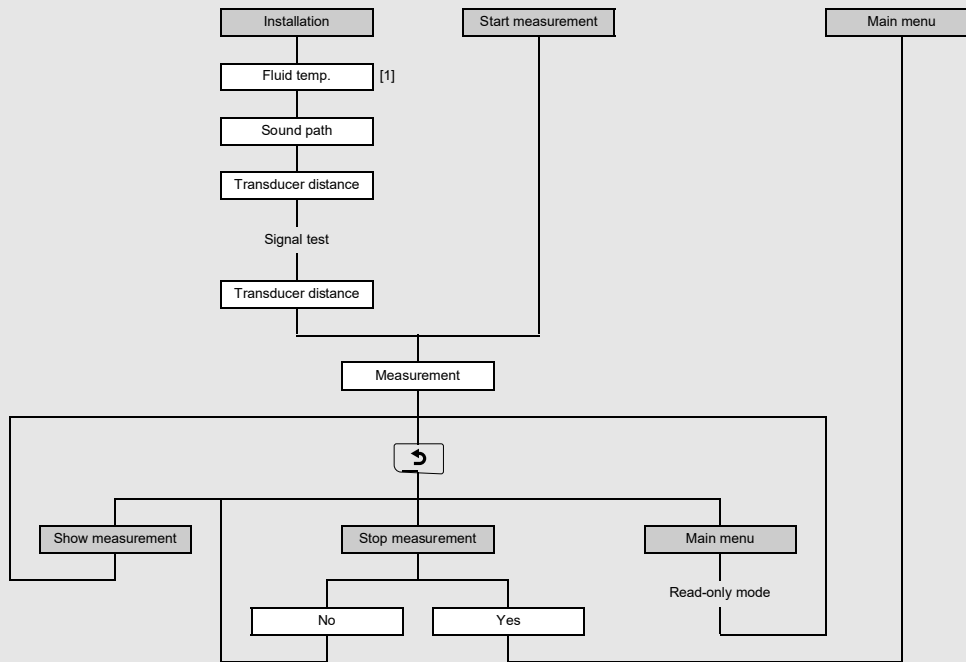 Installation
Start measurement
Main menu
Fluid temp.
[1]
Sound path
Transducer distance
Signal test
Transducer distance
Measurement
Show measurement
Stop measurement
Main menu
Read-only mode
No
Yes